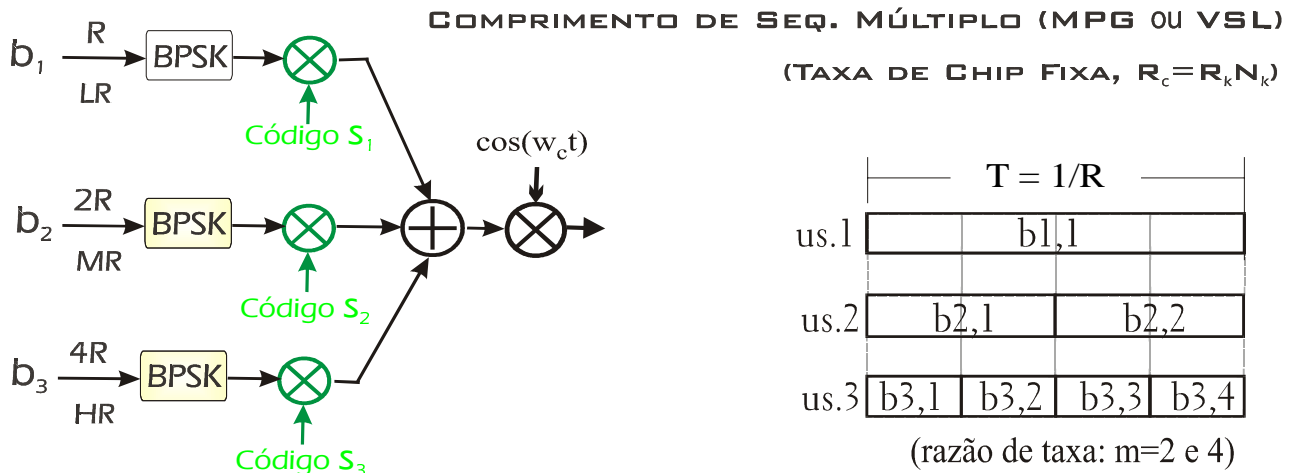 COMPRIMENTO DE SEQ. MÚLTIPLO (MPG ou VSL)
(TAXA DE CHIP FIXA, Rc=RkNk)
b1
R
LR
BPSK
Código S1
cos(wct)
b2
2R
MR
BPSK
Código S2
b3
4R
HR
BPSK
Código S3
T = 1/R
us.1 b1,1
us.2 b2,1 b2,2
us.3 b3,1 b3,2 b3,3 b3,4
(razão de taxa: m=2 e 4)